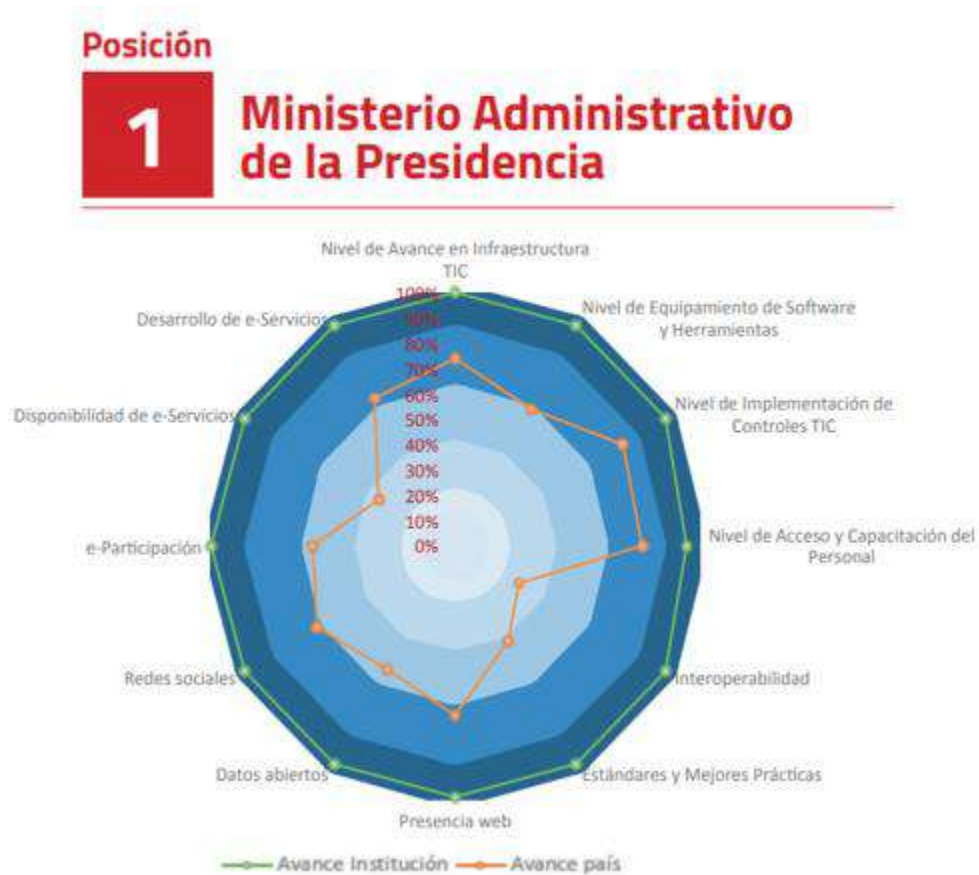 Posición
1
Ministerio Administrativo
de la Presidencia
Nivel de Avance en Infraestructura
TIC
Nivel de Equipamiento de Software
y Herramientas
Nivel de Implementación de
Controles TIC
Nivel de Acceso y Capacitación del
Personal
Interoperabilidad
Estándares y Mejores Prácticas
Presencia web
Datos abiertos
Redes sociales
e-Participación
Disponibilidad de e-Servicios
Desarrollo de e-Servicios
100%
90%
80%
70%
60%
50%
40%
30%
20%
10%
0%
Avance Institución
Avance país